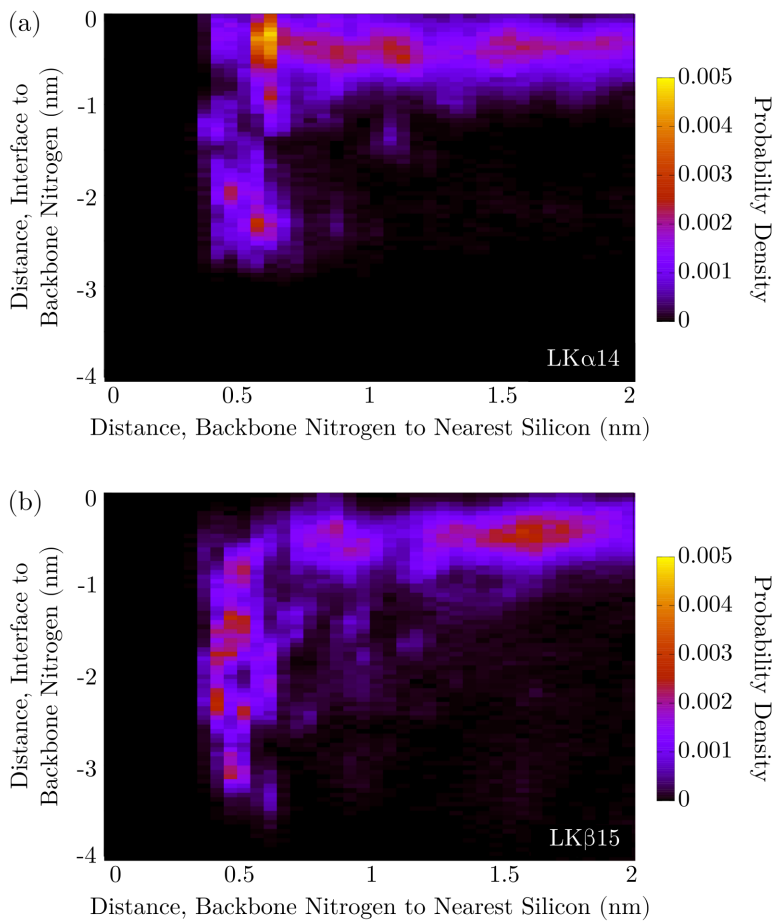 (a)
Distance, Interface to
Backbone Nitrogen (nm)
0
-1
-2
-3
-4
LKα14
0 0.5 1 1.5 2
Distance, Backbone Nitrogen to Nearest Silicon (nm)
0.005
0.004
0.003
0.002
0.001
0
Probability Density
(b)
Distance, Interface to
Backbone Nitrogen (nm)
0
-1
-2
-3
-4
LKβ15
0 0.5 1 1.5 2
Distance, Backbone Nitrogen to Nearest Silicon (nm)
0.005
0.004
0.003
0.002
0.001
0
Probability Density